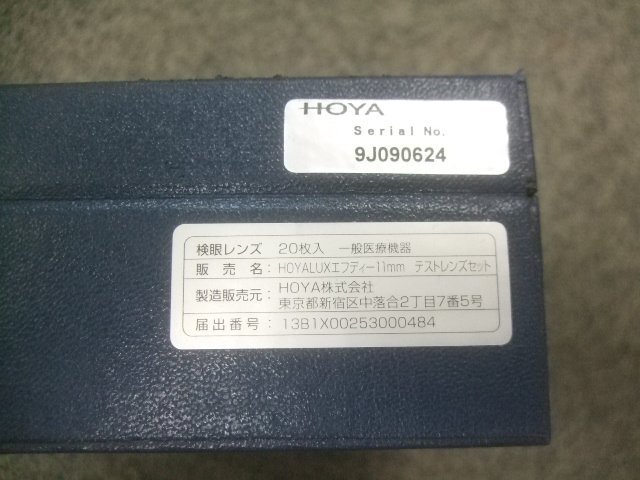 HOYA
Serial No.
9J090624
検眼レンズ 20枚入 一般医療機器
販売名: HOYALUXエフディー11mm テストレンズセット
製造販売元: HOYA株式会社
東京都新宿区中落合2丁目7番5号
届出番号: 13B1X00253000484